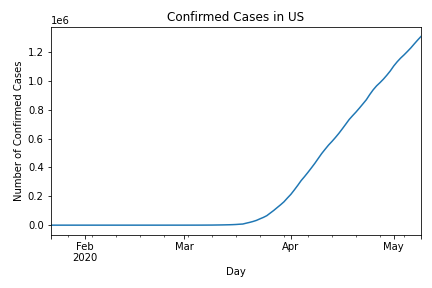 Confirmed Cases in US
1e6
1.2
1.0
0.8
0.6
0.4
0.2
0.0
Number of Confirmed Cases
Feb
2020
Mar
Apr
May
Day